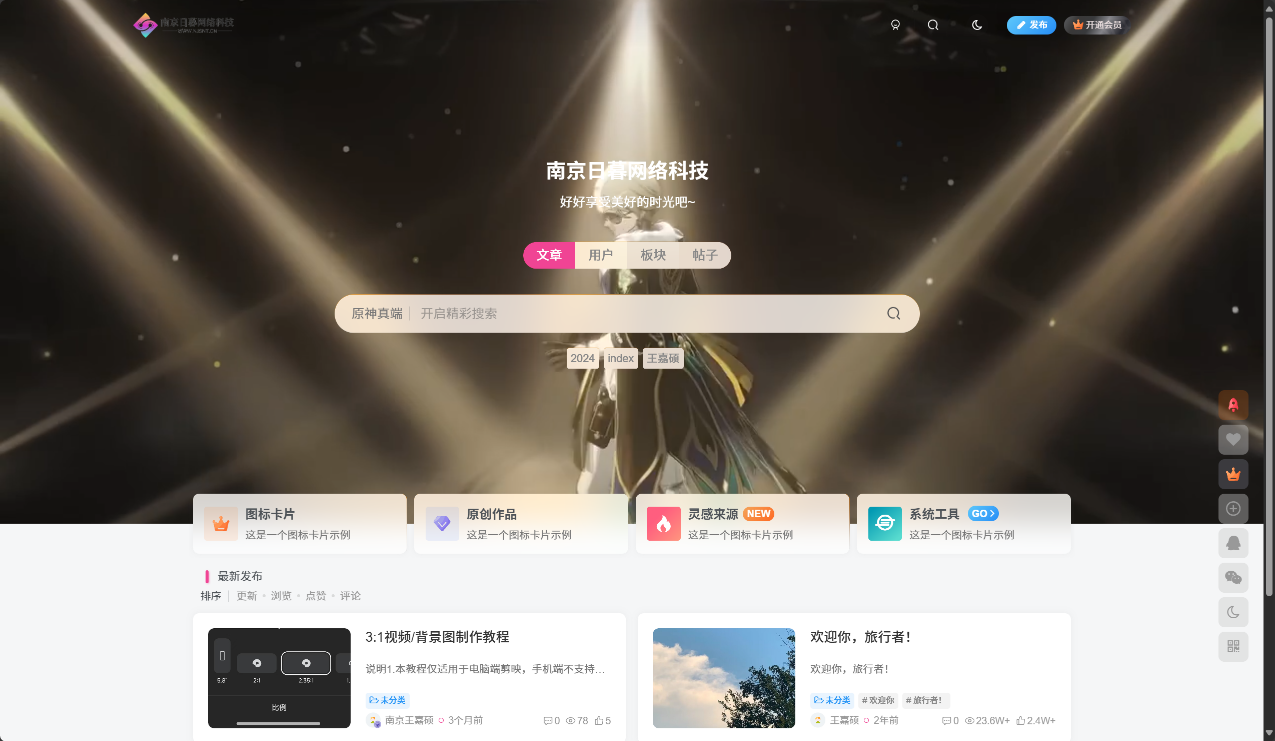 南京日暮网络科技
发布
开通会员
南京日暮网络科技
好好享受美好的时光吧~
文章 用户 板块 帖子
原神真端 开启精彩搜索
2024 index 王嘉硕
图标卡片
这是一个图标卡片示例
原创作品
这是一个图标卡片示例
灵感来源 NEW
这是一个图标卡片示例
系统工具 GO
这是一个图标卡片示例
最新发布
排序 更新 浏览 点赞 评论
5.8" 2:1 2.35:1
比例
3:1视频/背景图制作教程
说明1.本教程仅适用于电脑端剪映，手机端不支持…
未分类
南京王嘉硕 3个月前 0 78 5
欢迎你，旅行者！
欢迎你，旅行者！
未分类 # 欢迎你 # 旅行者！
王嘉硕 2年前 0 23.6W+ 2.4W+